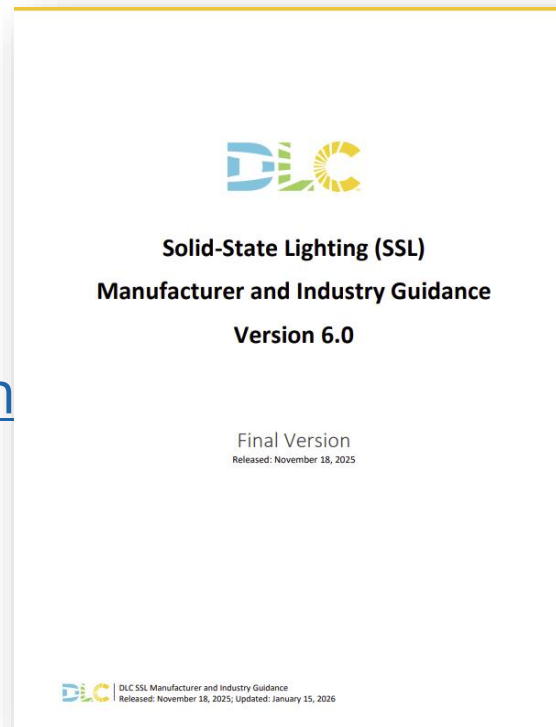 DLC
Solid-State Lighting (SSL)
Manufacturer and Industry Guidance
Version 6.0
n
Final Version
Released: November 18, 2025
DLC
DLC SSL Manufacturer and Industry Guidance
Released: November 18, 2025; Updated: January 15, 2026